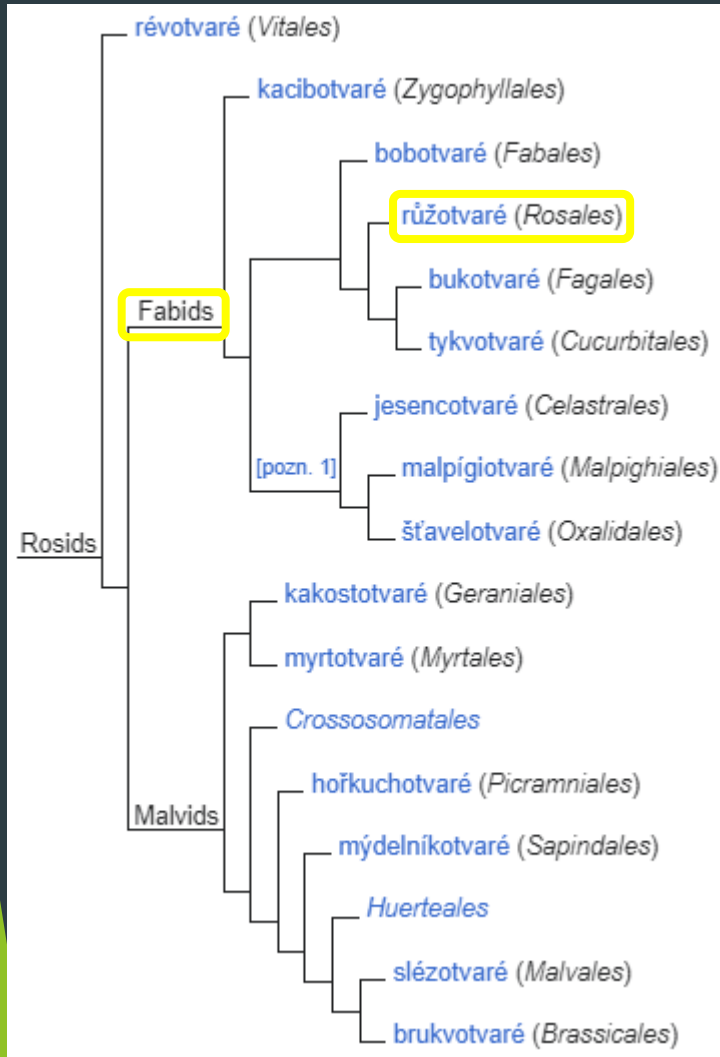 révotvaré (Vitales)
kacibotvaré (Zygophyllales)
bobotvaré (Fabales)
růžotvaré (Rosales)
bukotvaré (Fagales)
Fabids
tykvotvaré (Cucurbitales)
jesencotvaré (Celastrales)
[pozn. 1]
malpígiotvaré (Malpighiales)
šťavelotvaré (Oxalidales)
Rosids
kakostotvaré (Geraniales)
myrtotvaré (Myrtales)
Crossosomatales
hořkuchotvaré (Picramniales)
Malvids
mýdelníkotvaré (Sapindales)
Huerteales
slézotvaré (Malvales)
brukvotvaré (Brassicales)